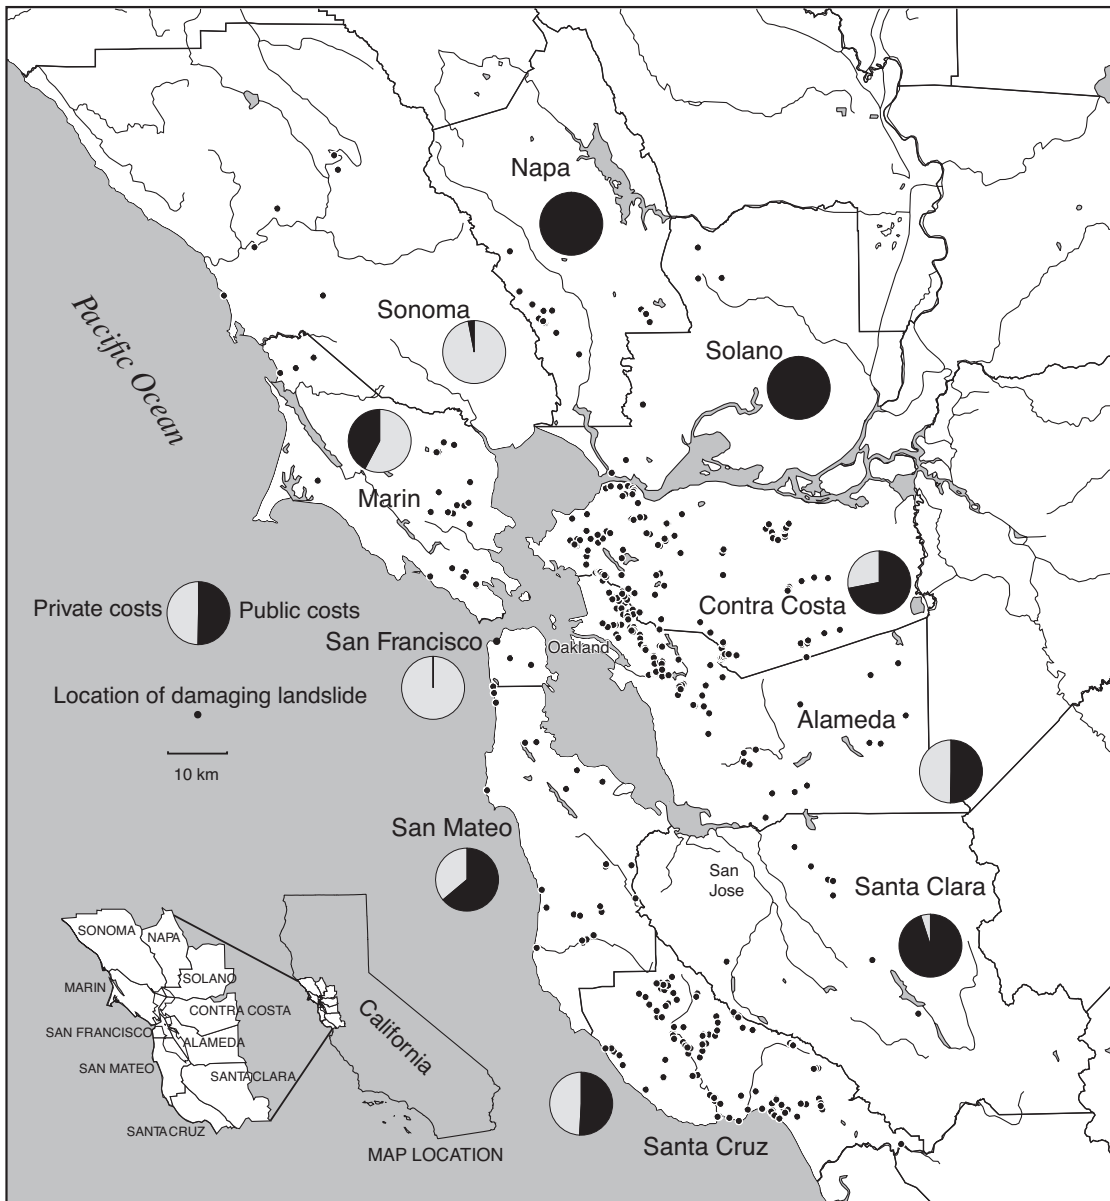 Napa
Sonoma
Solano
Pacific Ocean
Marin
Private costs
Public costs
Contra Costa
San Francisco
Oakland
Location of damaging landslide
Alameda
10 km
San Mateo
San
Jose
Santa Clara
SONOMA
NAPA
SOLANO
MARIN
CONTRA COSTA
SAN FRANCISCO
ALAMEDA
SAN MATEO
SANTA CLARA
SANTA CRUZ
California
MAP LOCATION
Santa Cruz